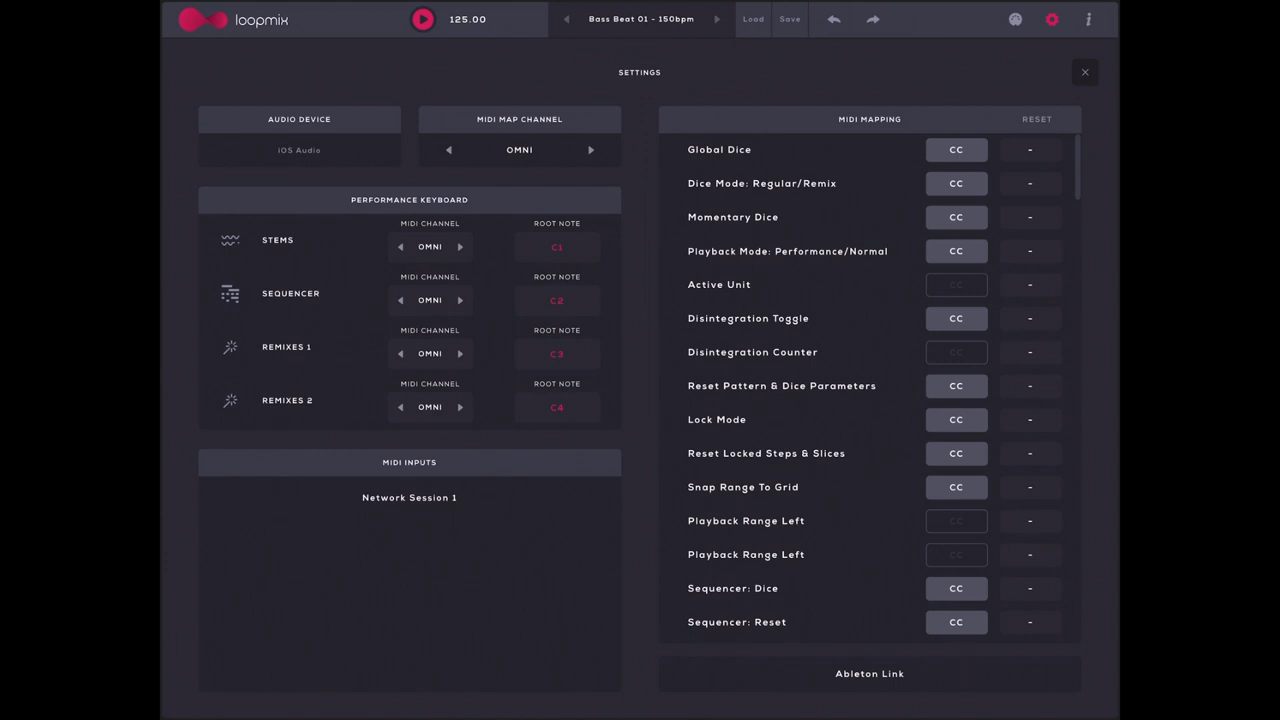 loopmix
125.00
Bass Beat 01 - 150bpm
Load
Save
SETTINGS
AUDIO DEVICE
iOS Audio
MIDI MAP CHANNEL
OMNI
PERFORMANCE KEYBOARD
MIDI CHANNEL
ROOT NOTE
STEMS
OMNI
C1
MIDI CHANNEL
ROOT NOTE
SEQUENCER
OMNI
C2
MIDI CHANNEL
ROOT NOTE
REMIXES 1
OMNI
C3
MIDI CHANNEL
ROOT NOTE
REMIXES 2
OMNI
C4
MIDI INPUTS
Network Session 1
MIDI MAPPING
RESET
Global Dice CC -
Dice Mode: Regular/Remix CC -
Momentary Dice CC -
Playback Mode: Performance/Normal CC -
Active Unit CC -
Disintegration Toggle CC -
Disintegration Counter CC -
Reset Pattern & Dice Parameters CC -
Lock Mode CC -
Reset Locked Steps & Slices CC -
Snap Range To Grid CC -
Playback Range Left CC -
Playback Range Left CC -
Sequencer: Dice CC -
Sequencer: Reset CC -
Ableton Link